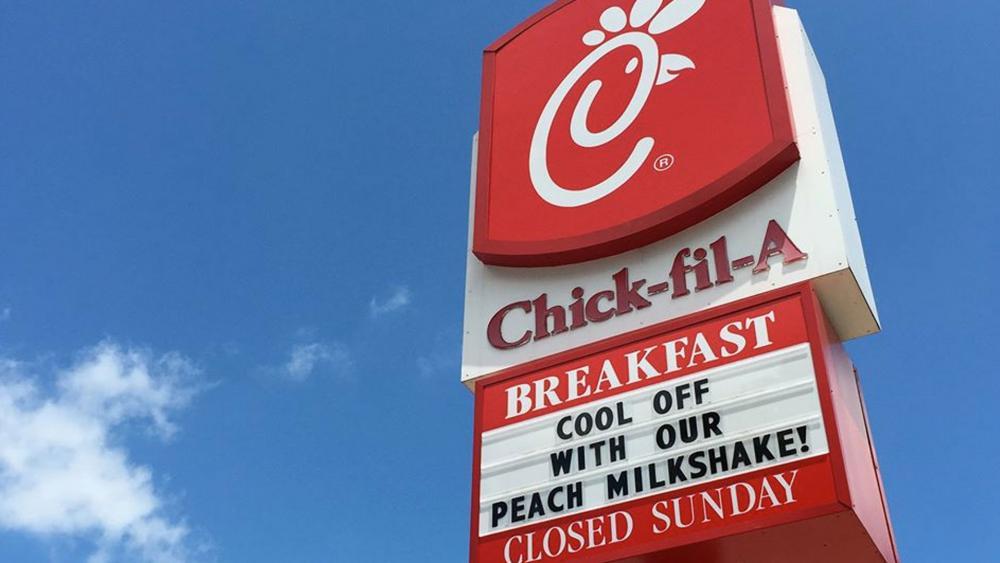 ®
Chick-fil-A
BREAKFAST
COOL OFF
WITH OUR
PEACH MILKSHAKE!
CLOSED SUNDAY